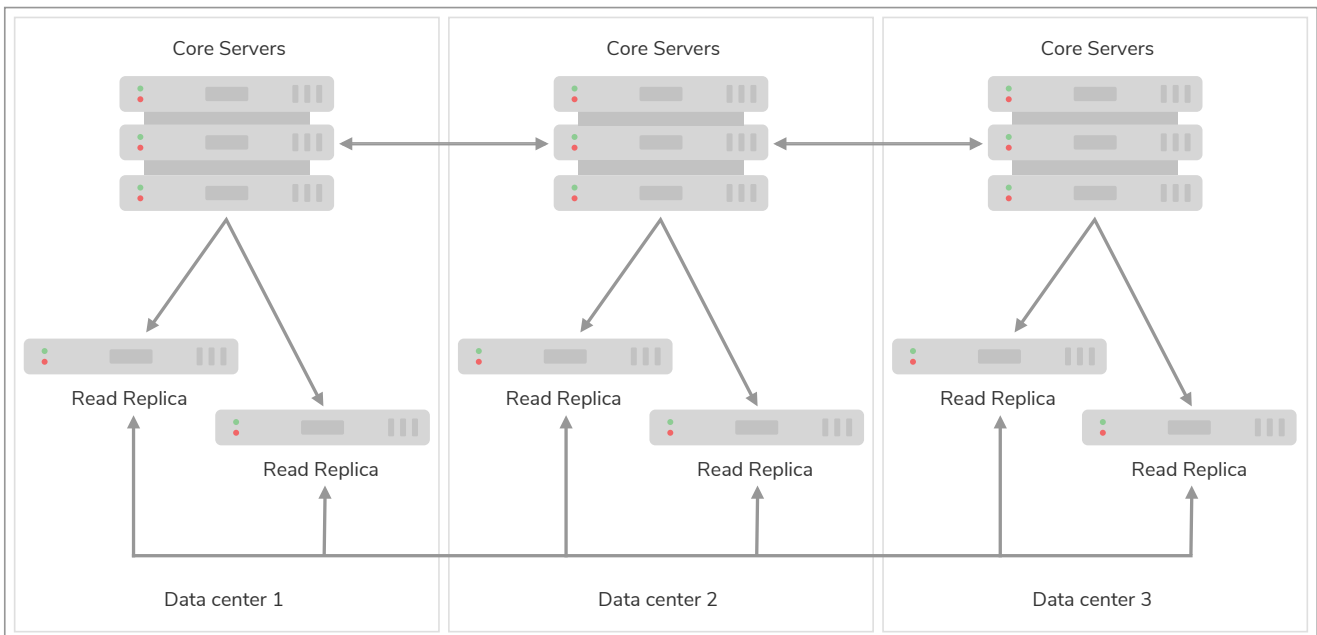 Core Servers
Core Servers
Core Servers
Read Replica
Read Replica
Read Replica
Read Replica
Read Replica
Read Replica
Data center 1
Data center 2
Data center 3